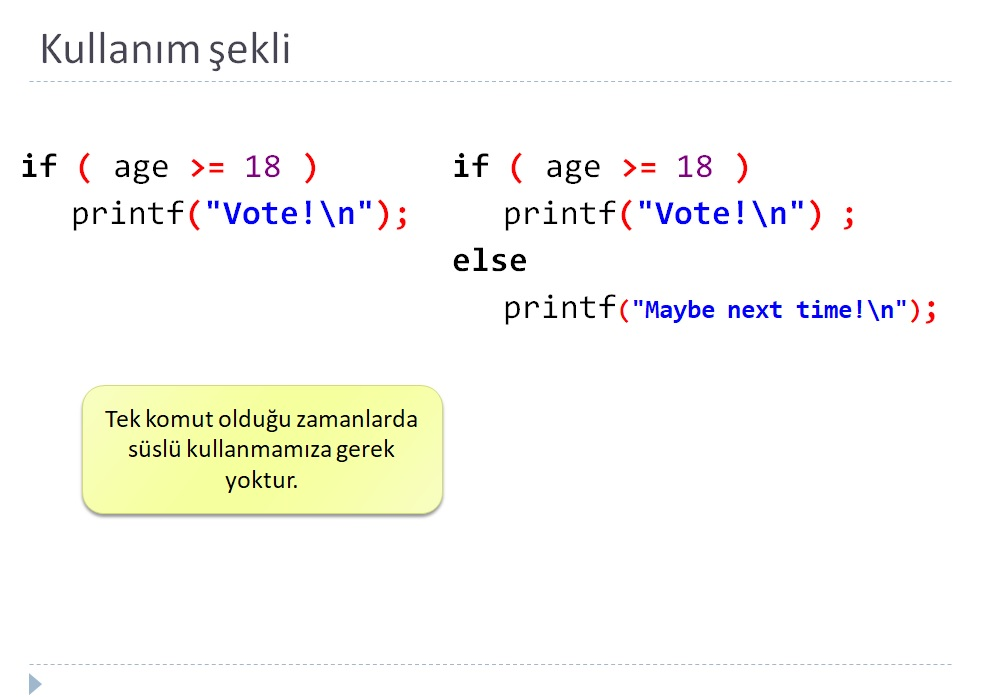 Kullanım şekli
if ( age >= 18 )
printf("Vote!\n");
if ( age >= 18 )
printf("Vote!\n") ;
else
printf("Maybe next time!\n");
Tek komut olduğu zamanlarda
süslü kullanmamıza gerek
yoktur.